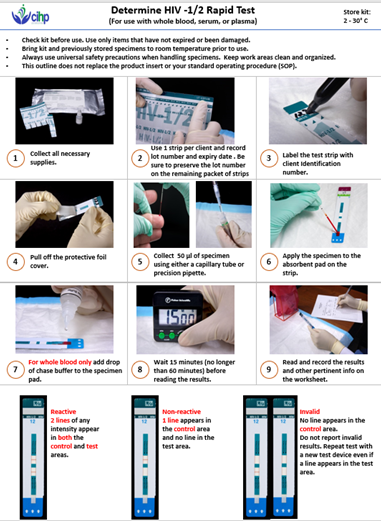 cihp
Determine HIV -1/2 Rapid Test
(For use with whole blood, serum, or plasma)
Store kit:
2 - 30° C
• Check kit before use. Use only items that have not expired or been damaged.
• Bring kit and previously stored specimens to room temperature prior to use.
• Always use universal safety precautions when handling specimens. Keep work areas clean and organized.
• This outline does not replace the product insert or your standard operating procedure (SOP).
1
Collect all necessary
supplies.
2
Use 1 strip per client and record
lot number and expiry date . Be
sure to preserve the lot number
on the remaining packet of strips
3
Label the test strip with
client Identification
number.
4
Pull off the protective foil
cover.
5
Collect 50 µl of specimen
using either a capillary tube or
precision pipette.
6
Apply the specimen to the
absorbent pad on the
strip.
7
For whole blood only add drop
of chase buffer to the specimen
pad.
15:00
8
Wait 15 minutes (no longer
than 60 minutes) before
reading the results.
9
Read and record the results
and other pertinent info on
the worksheet.
12
Reactive
2 lines of any
intensity appear
in both the
control and test
areas.
12
Non-reactive
1 line appears in
the control area
and no line in the
test area.
12
12
Invalid
No line appears in the
control area.
Do not report invalid
results. Repeat test with
a new test device even if
a line appears in the test
area.